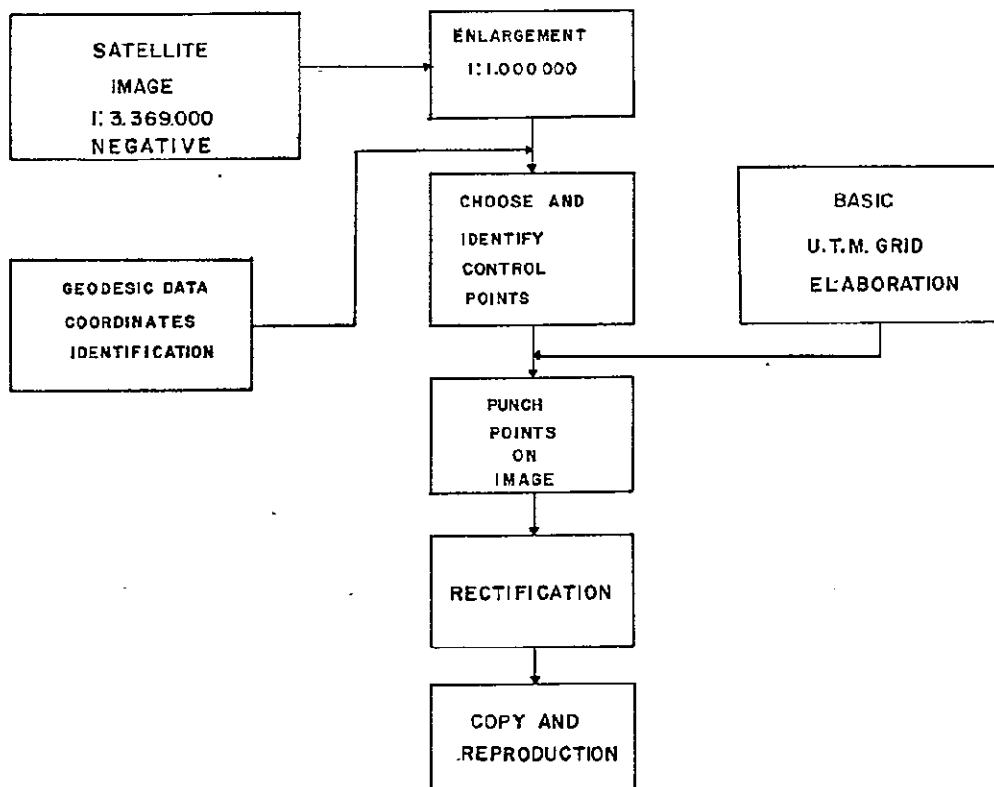 SATELLITE
IMAGE
1: 3.369.000
NEGATIVE
ENLARGEMENT
1:1.000 000
GEODESIC DATA
COORDINATES
IDENTIFICATION
CHOOSE AND
IDENTIFY
CONTROL
POINTS
BASIC
U.T.M. GRID
ELABORATION
PUNCH
POINTS
ON
IMAGE
RECTIFICATION
COPY AND
REPRODUCTION